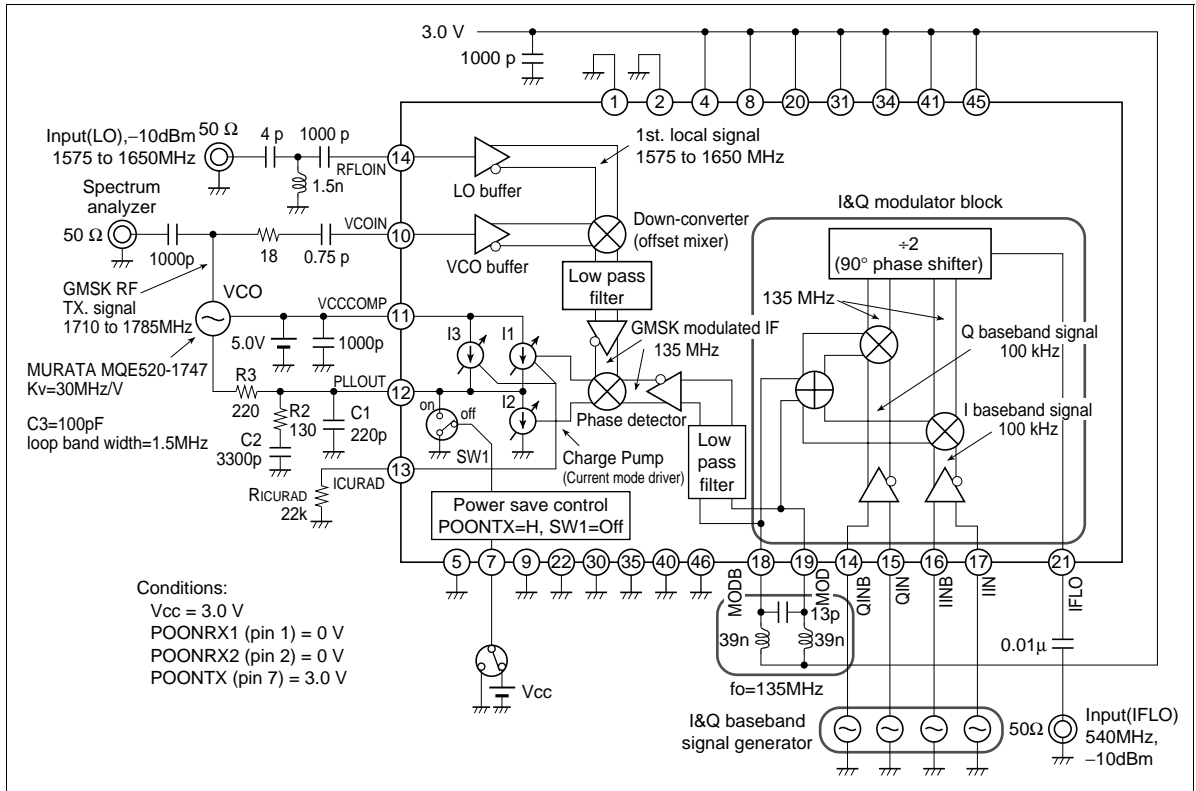 3.0 V
1000 p
1
2
4
8
20
31
34
41
45
Input(LO),–10dBm
1575 to 1650MHz
50 Ω
4 p
1000 p
1.5n
RFLOIN
14
LO buffer
1st. local signal
1575 to 1650 MHz
Spectrum
analyzer
50 Ω
1000p
18
0.75 p
VCOIN
10
VCO buffer
Down-converter
(offset mixer)
Low pass
filter
I&Q modulator block
÷2
(90° phase shifter)
GMSK RF
TX. signal
1710 to 1785MHz
VCO
VCCCOMP
11
5.0V
1000p
I3
I1
GMSK modulated IF
135 MHz
135 MHz
Q baseband signal
100 kHz
MURATA MQE520-1747
Kv=30MHz/V
R3
220
PLLOUT
12
on
off
SW1
I2
Phase detector
I baseband signal
100 kHz
R2
130
C1
220p
C3=100pF
loop band width=1.5MHz
C2
3300p
Charge Pump
(Current mode driver)
Low
pass
filter
13
ICURAD
RICURAD
22k
Power save control
POONTX=H, SW1=Off
5
7
9
22
30
35
40
46
18
19
14
15
16
17
21
MODB
MOD
QINB
QIN
IINB
IIN
IFLO
Conditions:
Vcc = 3.0 V
POONRX1 (pin 1) = 0 V
POONRX2 (pin 2) = 0 V
POONTX (pin 7) = 3.0 V
Vcc
13p
39n
39n
fo=135MHz
0.01µ
I&Q baseband
signal generator
50Ω
Input(IFLO)
540MHz,
–10dBm